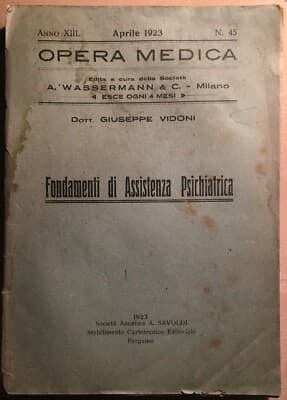 ANNO XIII. Aprile 1923 N. 45
OPERA MEDICA
Edita a cura della Società
A. WASSERMANN & C. - Milano
ESCE OGNI 4 MESI
DOTT. GIUSEPPE VIDONI
Fondamenti di Assistenza Psichiatrica
1923
Società Anonima A. SAVOLDI
Stabilimento Cartotecnico Editoriale
Bergamo